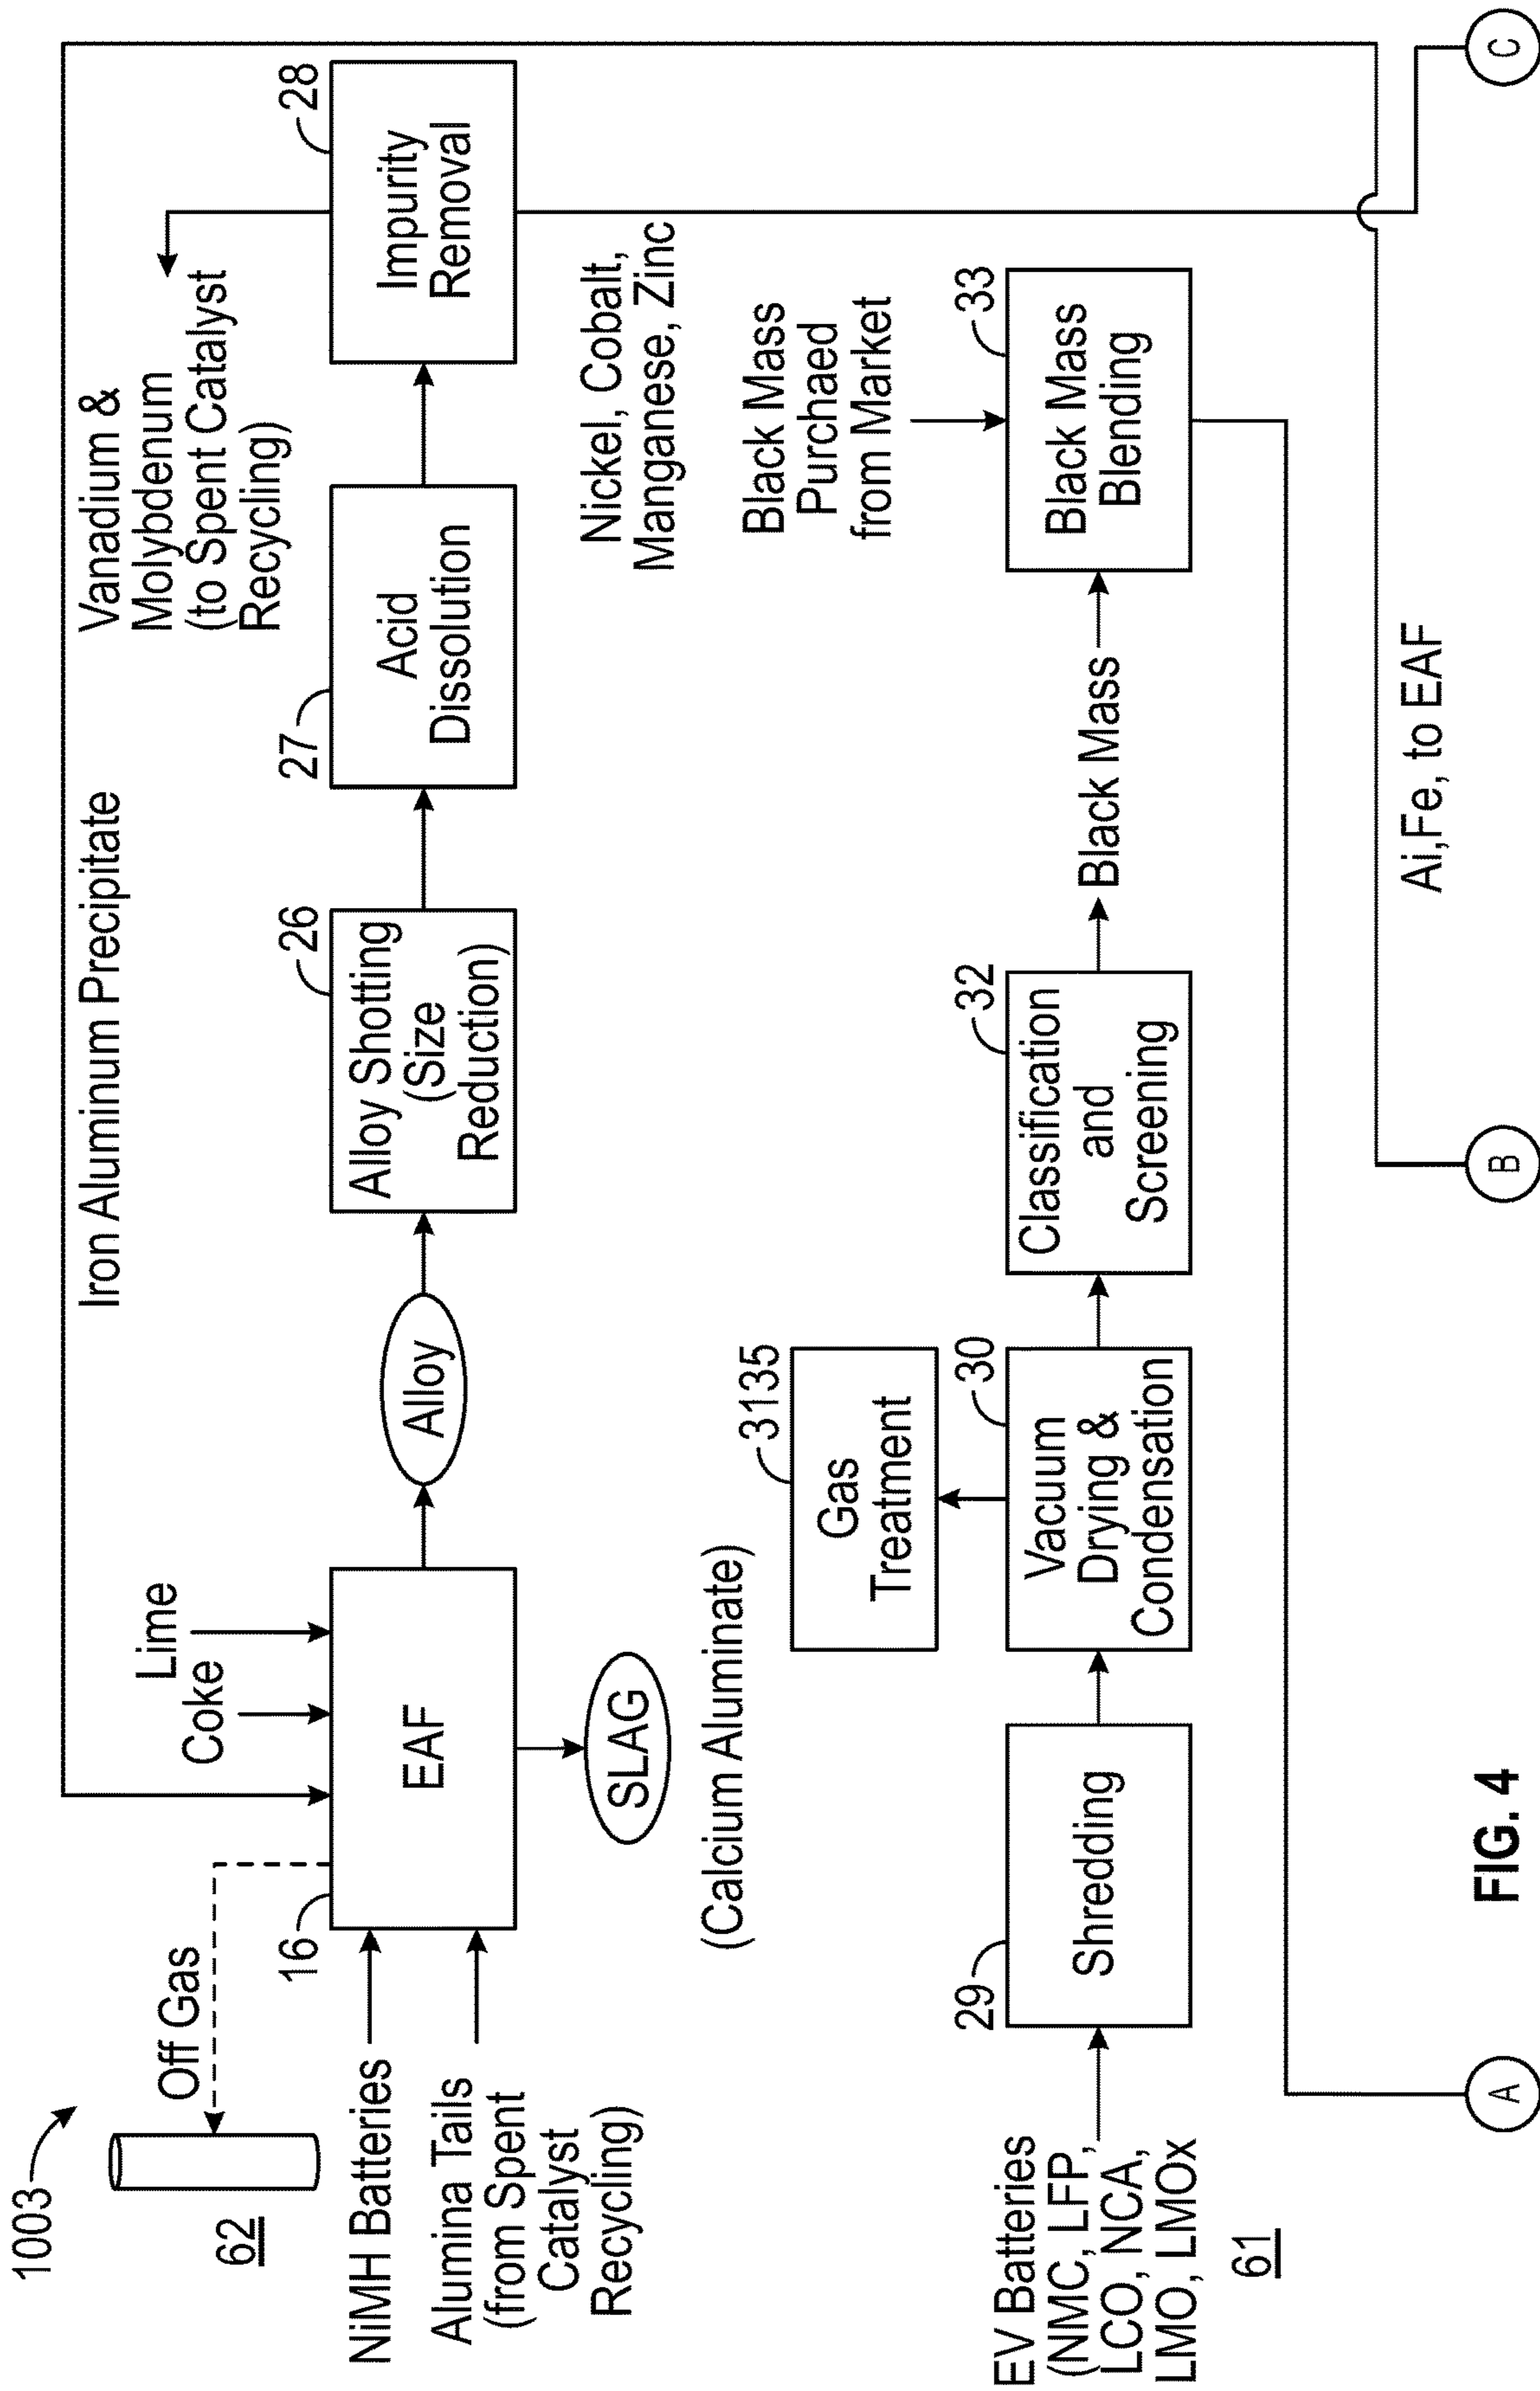 1003
62
Off Gas
Coke
Lime
Iron Aluminum Precipitate
Vanadium &
Molybdenum
(to Spent Catalyst
Recycling)
NiMH Batteries
Alumina Tails
(from Spent
Catalyst
Recycling)
16
EAF
SLAG
(Calcium Aluminate)
Alloy
26
Alloy Shotting
(Size
Reduction)
27
Acid
Dissolution
28
Impurity
Removal
Nickel, Cobalt,
Manganese, Zinc
EV Batteries
(NMC, LFP,
LCO, NCA,
LMO, LMOx
61
29
Shredding
3135
Gas
Treatment
30
Vacuum
Drying &
Condensation
32
Classification
and
Screening
Black Mass
Black Mass
Purchaed
from Market
33
Black Mass
Blending
Ai,Fe, to EAF
A
B
C
FIG. 4